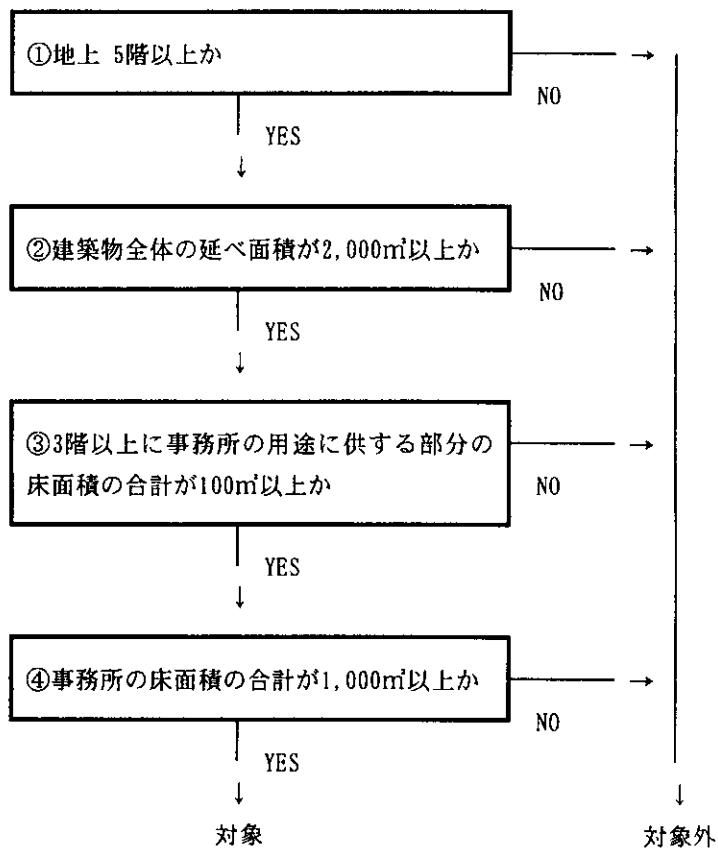 ①地上 5階以上か
NO
YES
②建築物全体の延べ面積が2,000㎡以上か
NO
YES
③3階以上に事務所の用途に供する部分の
床面積の合計が100㎡以上か
NO
YES
④事務所の床面積の合計が1,000㎡以上か
NO
YES
対象
対象外